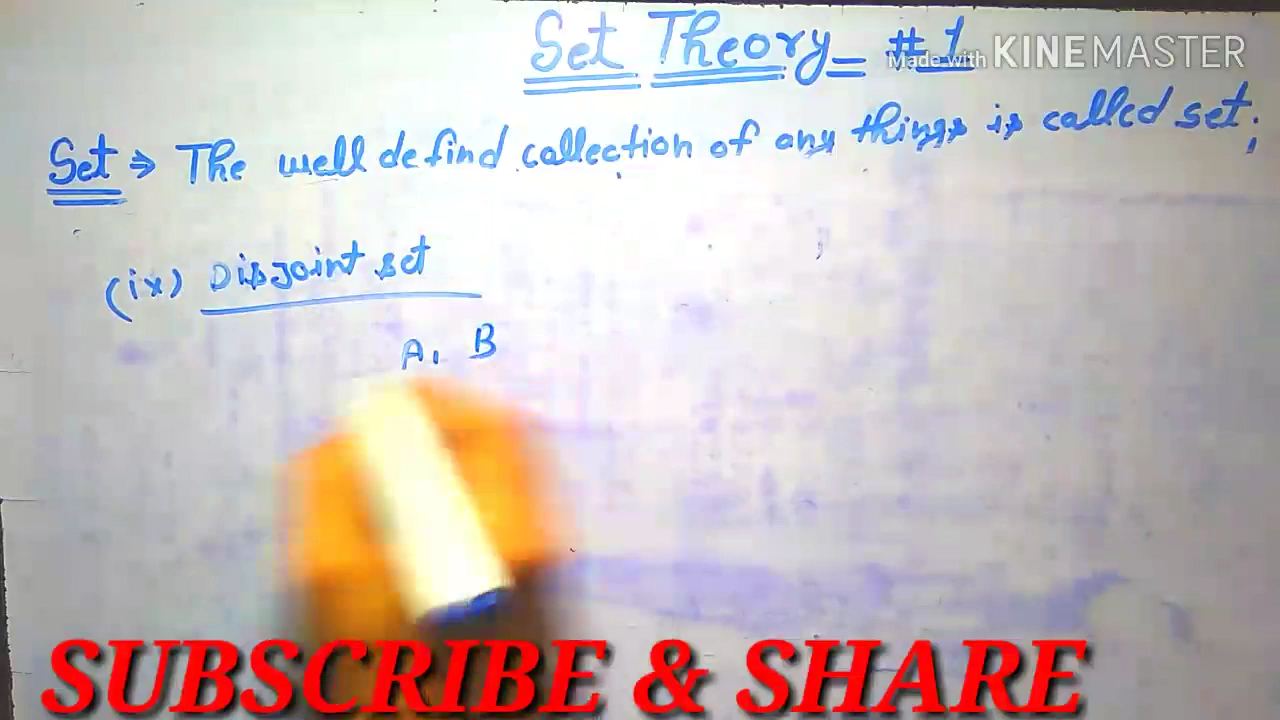 Set Theory #1
Made with KINEMASTER
Set ⇒ The well defind collection of any things is called set.
(ix) Disjoint set
A, B
SUBSCRIBE & SHARE